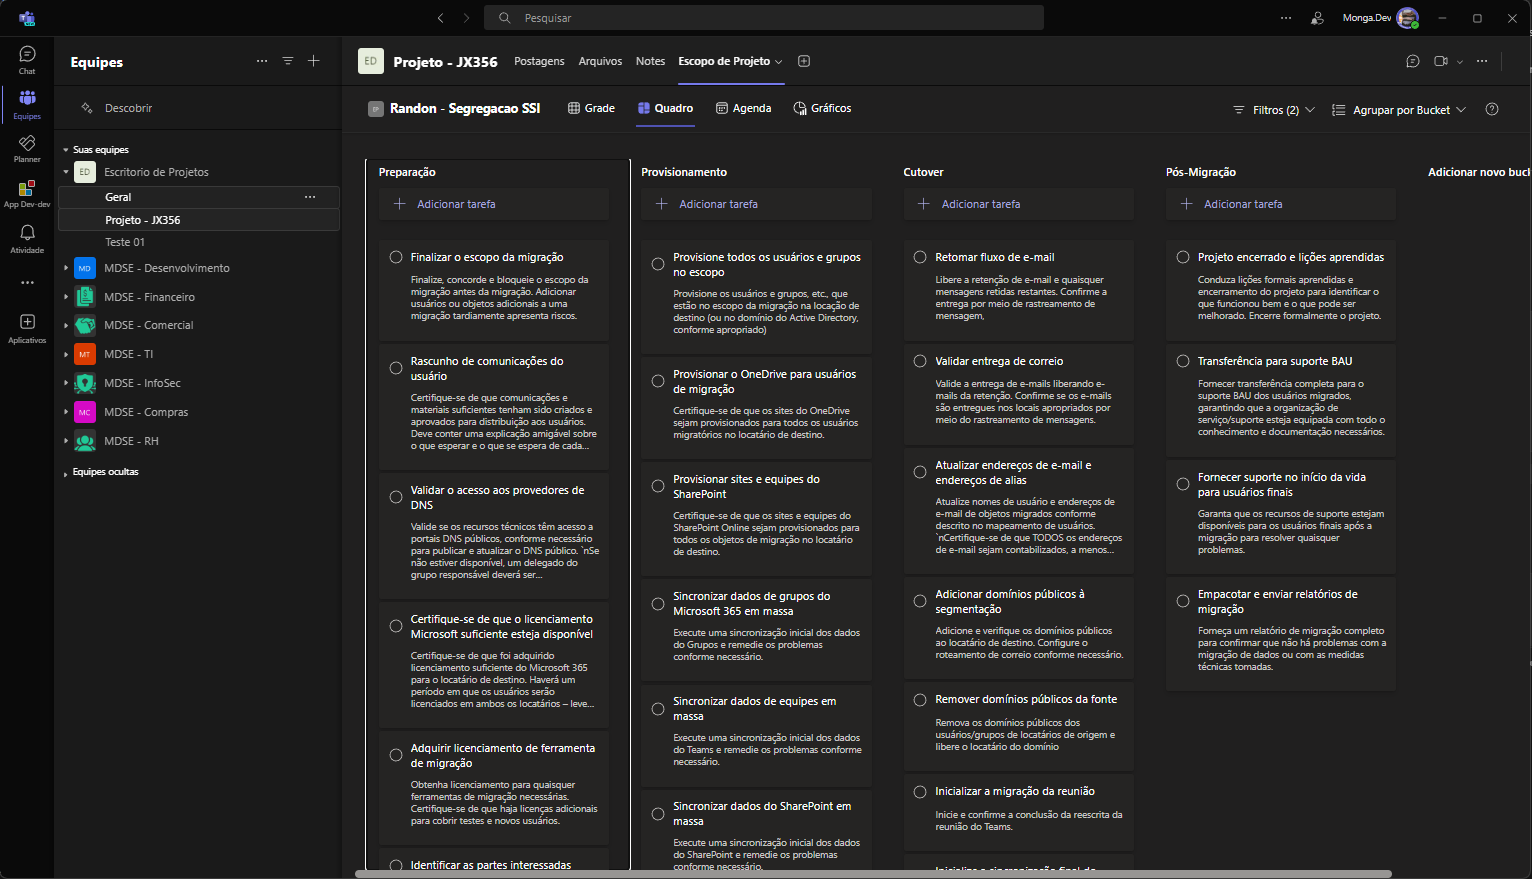 Pesquisar
Monga.Dev
Chat
Equipes
Planner
App Dev-dev
Atividade
Aplicativos
Equipes
Descobrir
Suas equipes
ED Escritorio de Projetos
Geral
Projeto - JX356
Teste 01
MD MDSE - Desenvolvimento
MDSE - Financeiro
MDSE - Comercial
MT MDSE - TI
MDSE - InfoSec
MC MDSE - Compras
MDSE - RH
Equipes ocultas
ED Projeto - JX356 Postagens Arquivos Notes Escopo de Projeto
Randon - Segregacao SSI Grade Quadro Agenda Gráficos
Filtros (2) Agrupar por Bucket
Preparação
Adicionar tarefa
Finalizar o escopo da migração
Finalize, concorde e bloqueie o escopo da
migração antes da migração. Adicionar
usuários ou objetos adicionais a uma
migração tardiamente apresenta riscos.
Rascunho de comunicações do
usuário
Certifique-se de que comunicações e
materiais suficientes tenham sido criados e
aprovados para distribuição aos usuários.
Deve conter uma explicação amigável sobre
o que esperar e o que se espera de cada...
Validar o acesso aos provedores de
DNS
Valide se os recursos técnicos têm acesso a
portais DNS públicos, conforme necessário
para publicar e atualizar o DNS público. `nSe
não estiver disponível, um delegado do
grupo responsável deverá ser...
Certifique-se de que o licenciamento
Microsoft suficiente esteja disponível
Certifique-se de que foi adquirido
licenciamento suficiente do Microsoft 365
para o locatário de destino. Haverá um
período em que os usuários serão
licenciados em ambos os locatários – leve...
Adquirir licenciamento de ferramenta
de migração
Obtenha licenciamento para quaisquer
ferramentas de migração necessárias.
Certifique-se de que haja licenças adicionais
para cobrir testes e novos usuários.
Identificar as partes interessadas
Provisionamento
Adicionar tarefa
Provisione todos os usuários e grupos
no escopo
Provisione os usuários e grupos, etc., que
estão no escopo da migração na locação de
destino (ou no domínio do Active Directory,
conforme apropriado)
Provisionar o OneDrive para usuários
de migração
Certifique-se de que os sites do OneDrive
sejam provisionados para todos os usuários
migratórios no locatário de destino.
Provisionar sites e equipes do
SharePoint
Certifique-se de que os sites e equipes do
SharePoint Online sejam provisionados para
todos os objetos de migração no locatário
de destino.
Sincronizar dados de grupos do
Microsoft 365 em massa
Execute uma sincronização inicial dos dados
do Grupos e remedie os problemas
conforme necessário.
Sincronizar dados de equipes em
massa
Execute uma sincronização inicial dos dados
do Teams e remedie os problemas conforme
necessário.
Sincronizar dados do SharePoint em
massa
Execute uma sincronização inicial dos dados
do SharePoint e remedie os problemas
conforme necessário.
Cutover
Adicionar tarefa
Retomar fluxo de e-mail
Libere a retenção de e-mail e quaisquer
mensagens retidas restantes. Confirme a
entrega por meio de rastreamento de
mensagem,
Validar entrega de correio
Valide a entrega de e-mails liberando e-
mails da retenção. Confirme se os e-mails
são entregues nos locais apropriados por
meio do rastreamento de mensagens.
Atualizar endereços de e-mail e
endereços de alias
Atualize nomes de usuário e endereços de
e-mail de objetos migrados conforme
descrito no mapeamento de usuários.
`nCertifique-se de que TODOS os endereços
de e-mail sejam contabilizados, a menos...
Adicionar domínios públicos à
segmentação
Adicione e verifique os domínios públicos
ao locatário de destino. Configure o
roteamento de correio conforme necessário.
Remover domínios públicos da fonte
Remova os domínios públicos dos
usuários/grupos de locatários de origem e
libere o locatário do domínio
Inicializar a migração da reunião
Inicie e confirme a conclusão da reescrita da
reunião do Teams.
Pós-Migração
Adicionar tarefa
Projeto encerrado e lições aprendidas
Conduza lições formais aprendidas e
encerramento do projeto para identificar o
que funcionou bem e o que pode ser
melhorado. Encerre formalmente o projeto.
Transferência para suporte BAU
Fornecer transferência completa para o
suporte BAU dos usuários migrados,
garantindo que a organização de
serviço/suporte esteja equipada com todo o
conhecimento e documentação necessários.
Fornecer suporte no início da vida
para usuários finais
Garanta que os recursos de suporte estejam
disponíveis para os usuários finais após a
migração para resolver quaisquer
problemas.
Empacotar e enviar relatórios de
migração
Forneça um relatório de migração completo
para confirmar que não há problemas com a
migração de dados ou com as medidas
técnicas tomadas.
Adicionar novo